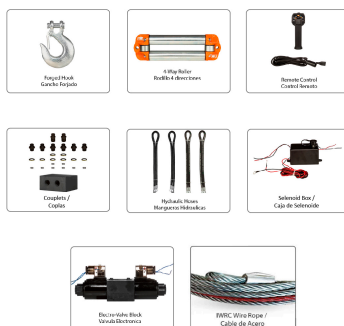 Forged Hook
Gancho Forjado
4 Way Roller
Rodillo 4 direcciones
Remote Control
Control Remoto
Couplets /
Coplas
Hydraulic Hoses
Mangueras Hidraulicas
Selenoid Box /
Caja de Selenoide
Electro-Valve Block
Valvula Electronica
IWRC Wire Rope /
Cable de Acero